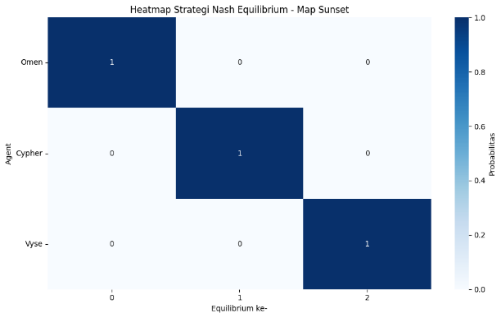 Heatmap Strategi Nash Equilibrium - Map Sunset
Omen 1 0 0
Cypher 0 1 0
Vyse 0 0 1
0 1 2
Equilibrium ke-
Agent
1.0
0.8
0.6
0.4
0.2
0.0
Probabilitas